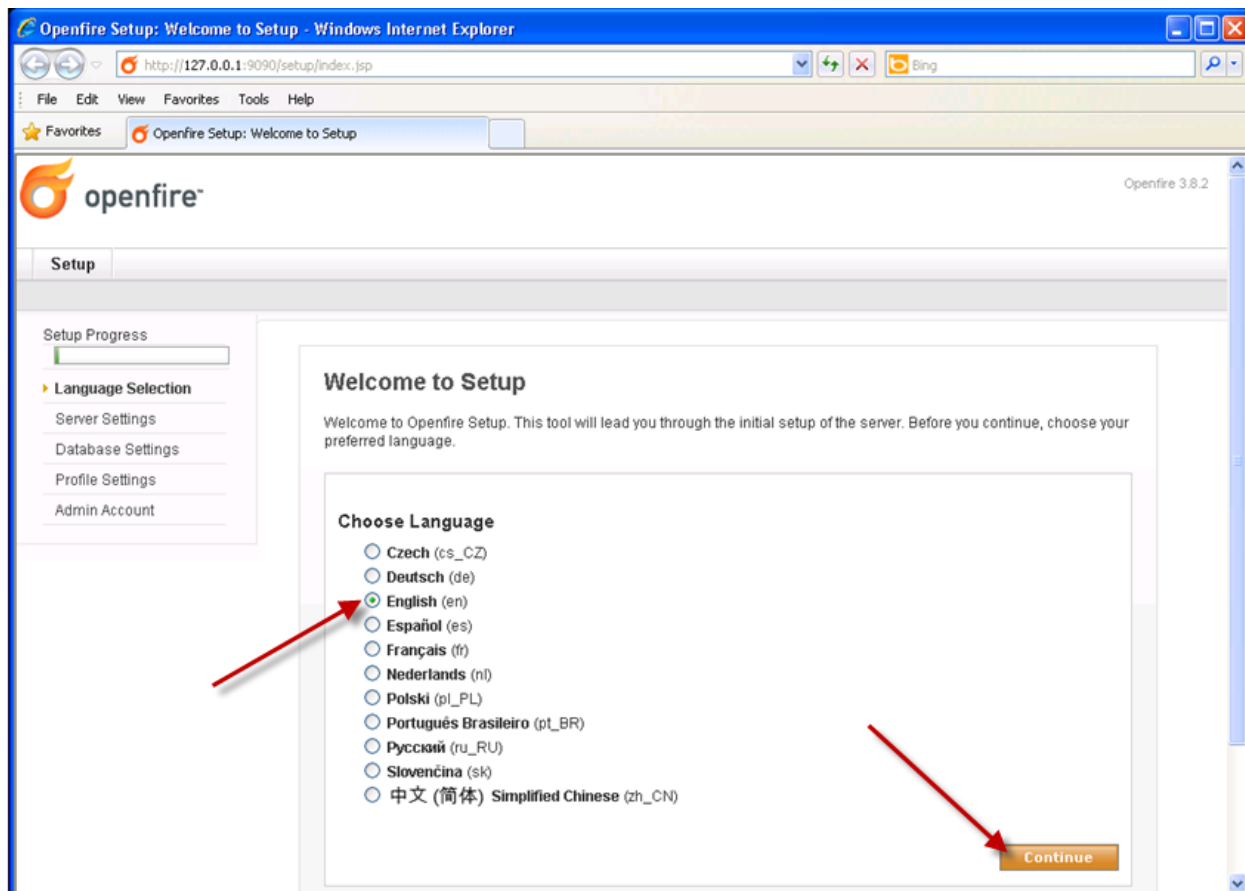 Openfire Setup: Welcome to Setup - Windows Internet Explorer
http://127.0.0.1:9090/setup/index.jsp
Bing
File Edit View Favorites Tools Help
Favorites
Openfire Setup: Welcome to Setup
openfire™
Openfire 3.8.2
Setup
Setup Progress
Language Selection
Server Settings
Database Settings
Profile Settings
Admin Account
Welcome to Setup
Welcome to Openfire Setup. This tool will lead you through the initial setup of the server. Before you continue, choose your
preferred language.
Choose Language
Czech (cs_CZ)
Deutsch (de)
English (en)
Español (es)
Français (fr)
Nederlands (nl)
Polski (pl_PL)
Português Brasileiro (pt_BR)
Русский (ru_RU)
Slovenčina (sk)
中文 (简体) Simplified Chinese (zh_CN)
Continue